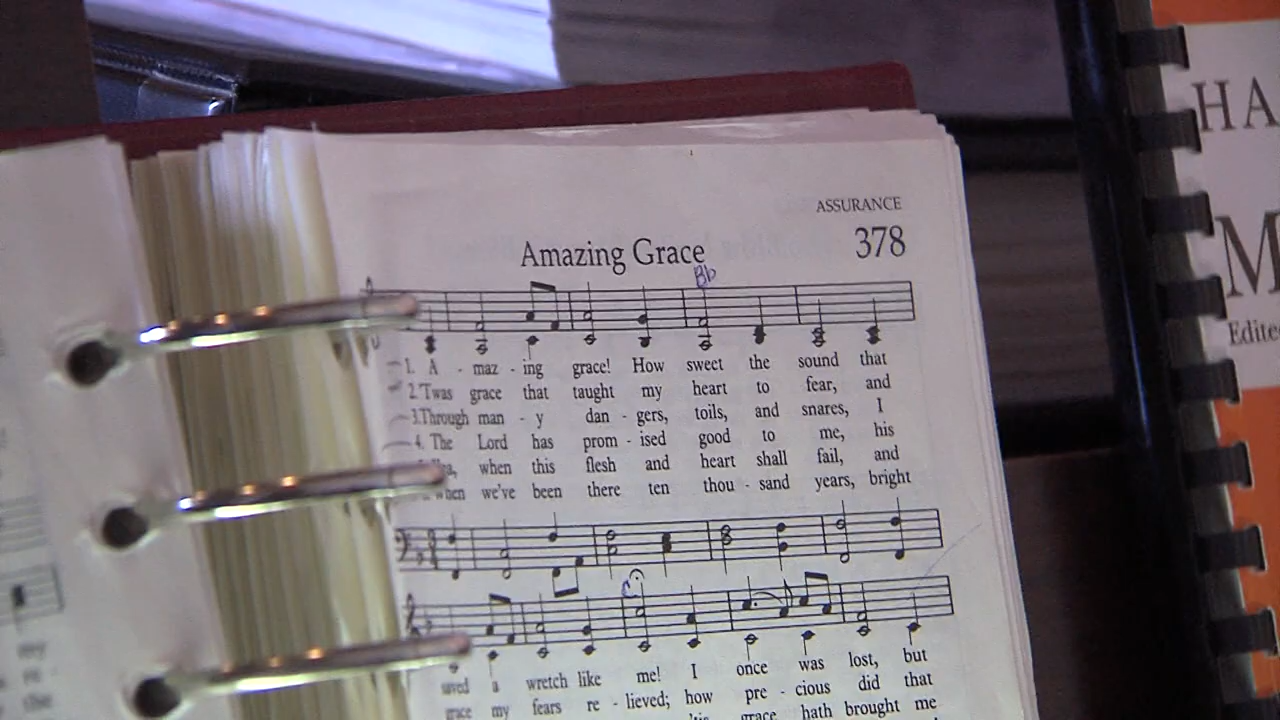 ASSURANCE
Amazing Grace 378
Bb
1. A - maz - ing grace! How sweet the sound that
2. 'Twas grace that taught my heart to fear, and
3. Through man - y dan - gers, toils, and snares, I
4. The Lord has prom - ised good to me, his
when this flesh and heart shall fail, and
when we've been there ten thou - sand years, bright
C
saved a wretch like me! I once was lost, but
grace my fears re - lieved; how pre - cious did that
grace hath brought me
my
re -
the
HA
M
Edite